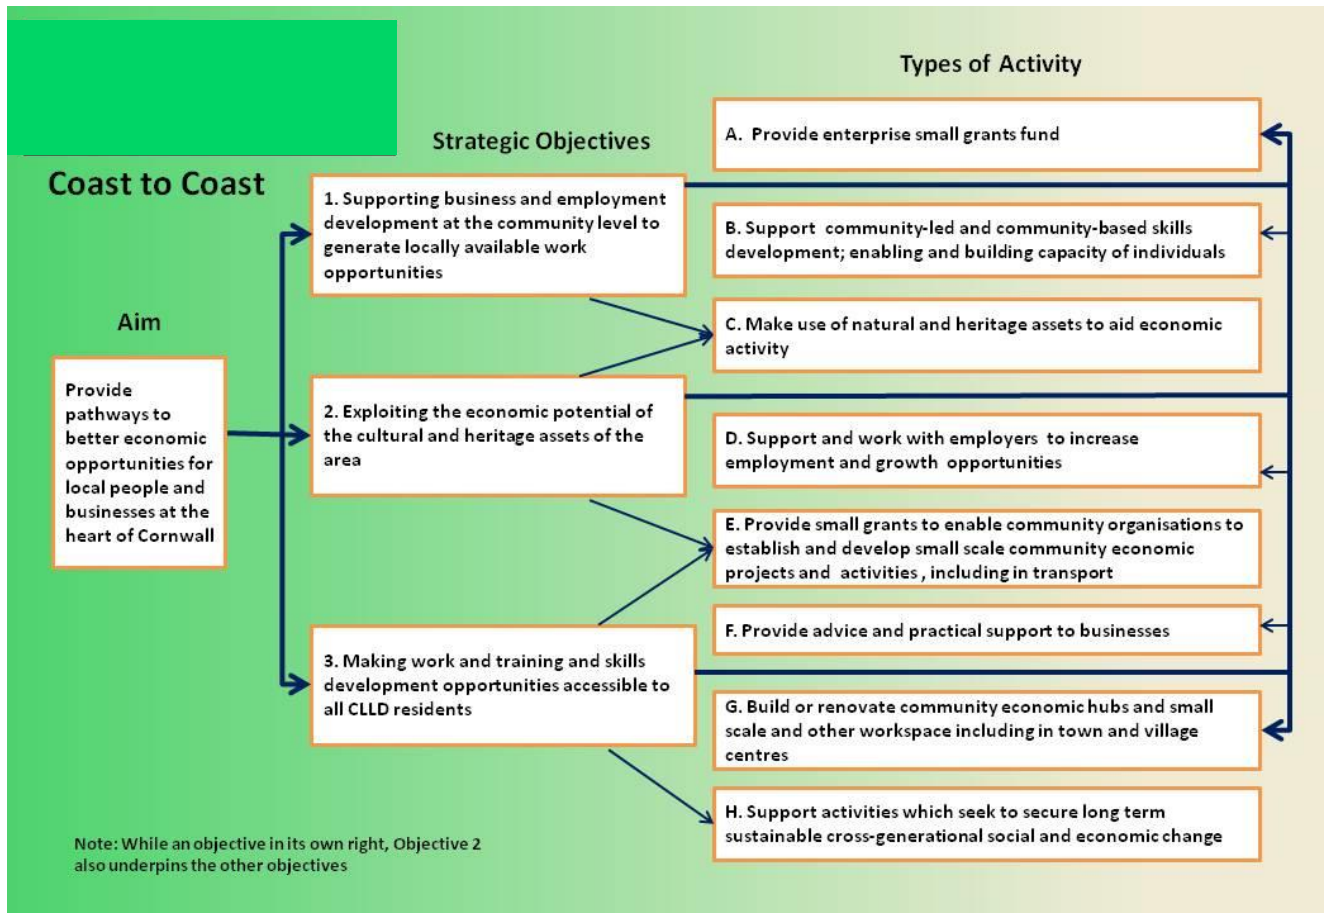 Coast to Coast
Aim
Provide
pathways to
better economic
opportunities for
local people and
businesses at the
heart of Cornwall
Strategic Objectives
1. Supporting business and employment
development at the community level to
generate locally available work
opportunities
2. Exploiting the economic potential of
the cultural and heritage assets of the
area
3. Making work and training and skills
development opportunities accessible to
all CLLD residents
Types of Activity
A. Provide enterprise small grants fund
B. Support community-led and community-based skills
development; enabling and building capacity of individuals
C. Make use of natural and heritage assets to aid economic
activity
D. Support and work with employers to increase
employment and growth opportunities
E. Provide small grants to enable community organisations to
establish and develop small scale community economic
projects and activities , including in transport
F. Provide advice and practical support to businesses
G. Build or renovate community economic hubs and small
scale and other workspace including in town and village
centres
H. Support activities which seek to secure long term
sustainable cross-generational social and economic change
Note: While an objective in its own right, Objective 2
also underpins the other objectives